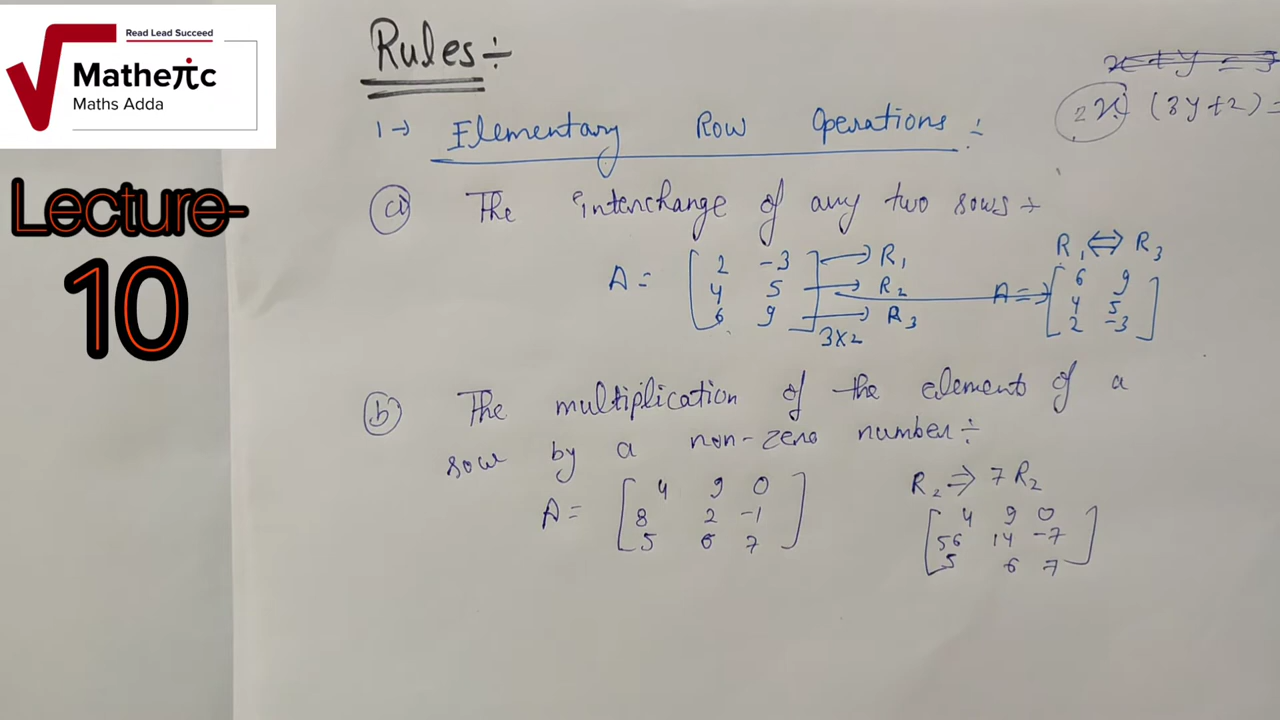 Read Lead Succeed
Matheπc
Maths Adda
Lecture-
10
Rules÷
x + y = 3
2x (3y+2) =
1→ Elementary Row Operations ÷
(a) The interchange of any two rows ÷
R1 ⇔ R3
A = [ 2 -3 ] → R1
4 5 → R2
6 9 → R3
3x2
A ⇒ [ 6 9 ]
4 5
2 -3
(b) The multiplication of the elements of a
row by a non-zero number ÷
R2 ⇒ 7 R2
A = [ 4 9 0 ]
8 2 -1
5 6 7
[ 4 9 0 ]
56 14 -7
5 6 7